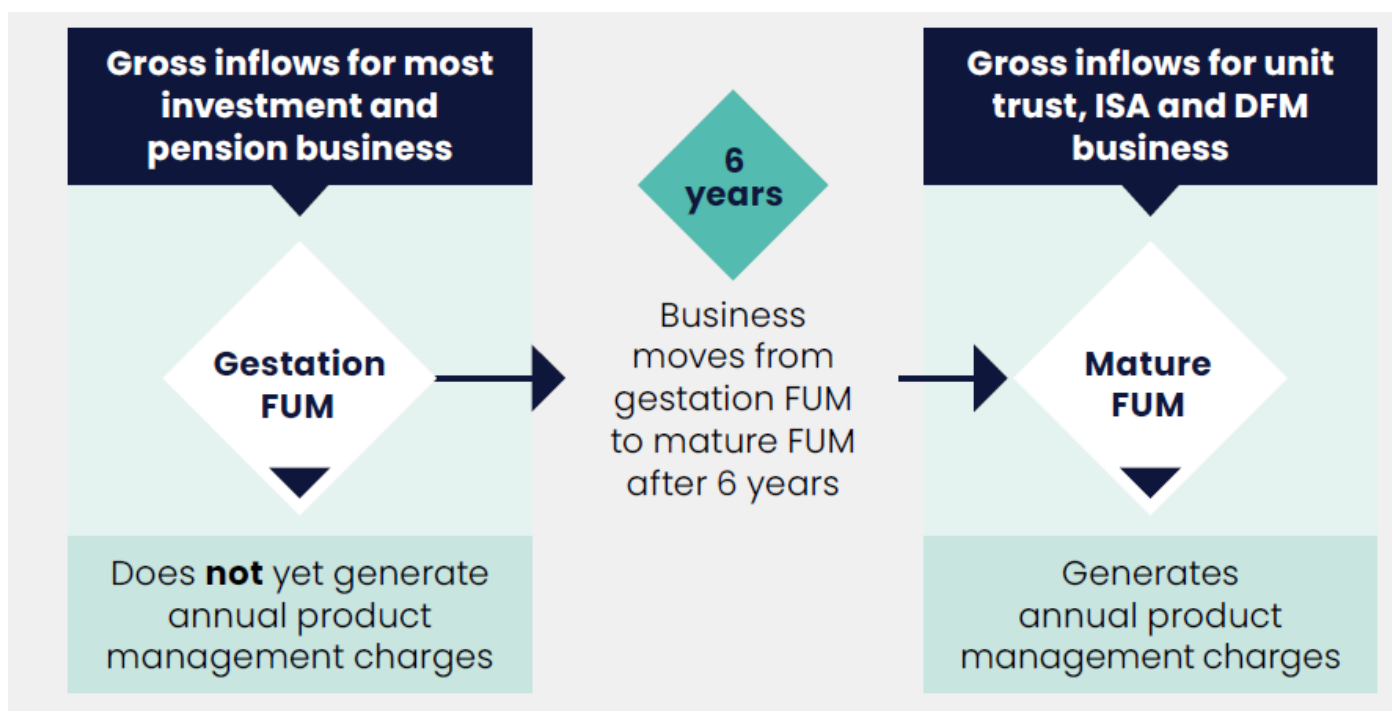 Gross inflows for most
investment and
pension business
Gestation
FUM
Does not yet generate
annual product
management charges
6
years
Business
moves from
gestation FUM
to mature FUM
after 6 years
Gross inflows for unit
trust, ISA and DFM
business
Mature
FUM
Generates
annual product
management charges